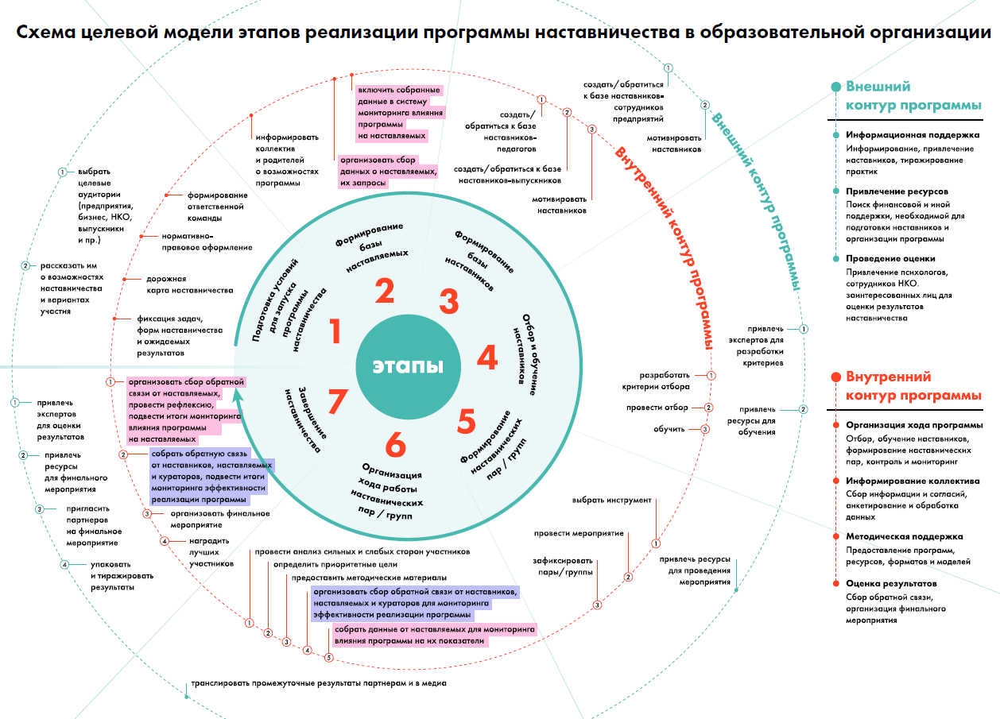 Схема целевой модели этапов реализации программы наставничества в образовательной организации
включить собранные
данные в систему
мониторинга влияния
программы
на наставляемых
организовать сбор
данных о наставляемых,
их запросы
информировать
коллектив
и родителей
о возможностях
программы
формирование
ответственной
команды
нормативно-
правовое оформление
дорожная
карта наставничества
фиксация задач,
форм наставничества
и ожидаемых
результатов
1
выбрать
целевые
аудитории
(предприятия,
бизнес, НКО,
выпускники
и пр.)
2
рассказать им
о возможностях
наставничества
и вариантах
участия
1
создать/
обратиться к базе
наставников-
педагогов
2
создать/обратиться к базе
наставников-выпускников
3
мотивировать
наставников
1
создать/обратиться
к базе наставников-
сотрудников
предприятий
2
мотивировать
наставников
Внутренний контур программы
Внешний контур программы
этапы
1
Подготовка условий
для запуска
программы
наставничества
2
Формирование
базы
наставляемых
3
Формирование
базы
наставников
4
Отбор и обучение
наставников
5
Формирование
наставнических
пар / групп
6
Организация
хода работы
наставнических
пар / групп
7
Завершение
наставничества
1
привлечь
экспертов для
разработки
критериев
2
привлечь
ресурсы для
обучения
1
разработать
критерии отбора
2
провести отбор
3
обучить
1
выбрать инструмент
2
провести мероприятие
3
зафиксировать
пары/группы
привлечь ресурсы
для проведения
мероприятия
1
провести анализ сильных и слабых сторон участников
2
определить приоритетные цели
3
предоставить методические материалы
4
организовать сбор обратной связи от наставников,
наставляемых и кураторов для мониторинга
эффективности реализации программы
5
собрать данные от наставляемых для мониторинга
влияния программы на их показатели
транслировать промежуточные результаты партнерам и в медиа
1
организовать сбор обратной
связи от наставляемых,
провести рефлексию,
подвести итоги мониторинга
влияния программы
на наставляемых
2
собрать обратную связь
от наставников, наставляемых
и кураторов, подвести итоги
мониторинга эффективности
реализации программы
3
организовать финальное
мероприятие
4
наградить
лучших
участников
1
привлечь
экспертов
для оценки
результатов
2
привлечь
ресурсы
для финального
мероприятия
3
пригласить
партнеров
на финальное
мероприятие
4
упаковать
и тиражировать
результаты
Внешний
контур программы
Информационная поддержка
Информирование, привлечение
наставников, тиражирование
практик
Привлечение ресурсов
Поиск финансовой и иной
поддержки, необходимой для
подготовки наставников и
организации программы
Проведение оценки
Привлечение психологов,
сотрудников НКО.
заинтересованных лиц для
оценки результатов
наставничества
Внутренний
контур программы
Организация хода программы
Отбор, обучение наставников,
формирование наставнических
пар, контроль и мониторинг
Информирование коллектива
Сбор информации и согласий,
анкетирование и обработка
данных
Методическая поддержка
Предоставление программ,
ресурсов, форматов и моделей
Оценка результатов
Сбор обратной связи,
организация финального
мероприятия